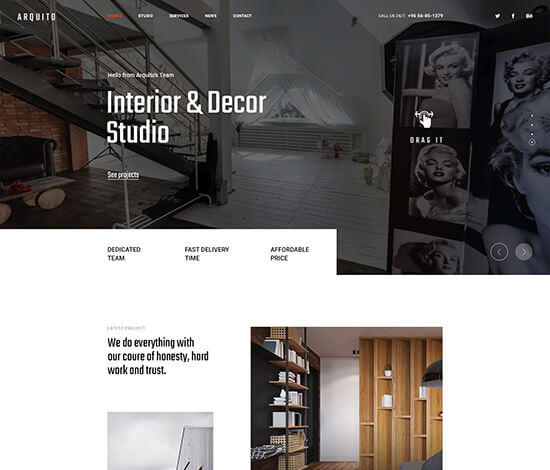 ARQUITO
WORKS STUDIO SERVICES NEWS CONTACT
CALL US 24/7: +96 56-85-1379
Hello from Arquito's Team
Interior & Decor
Studio
See projects
DRAG IT
DEDICATED
TEAM
FAST DELIVERY
TIME
AFFORDABLE
PRICE
LATEST PROJECT
We do everything with
our coure of honesty, hard
work and trust.